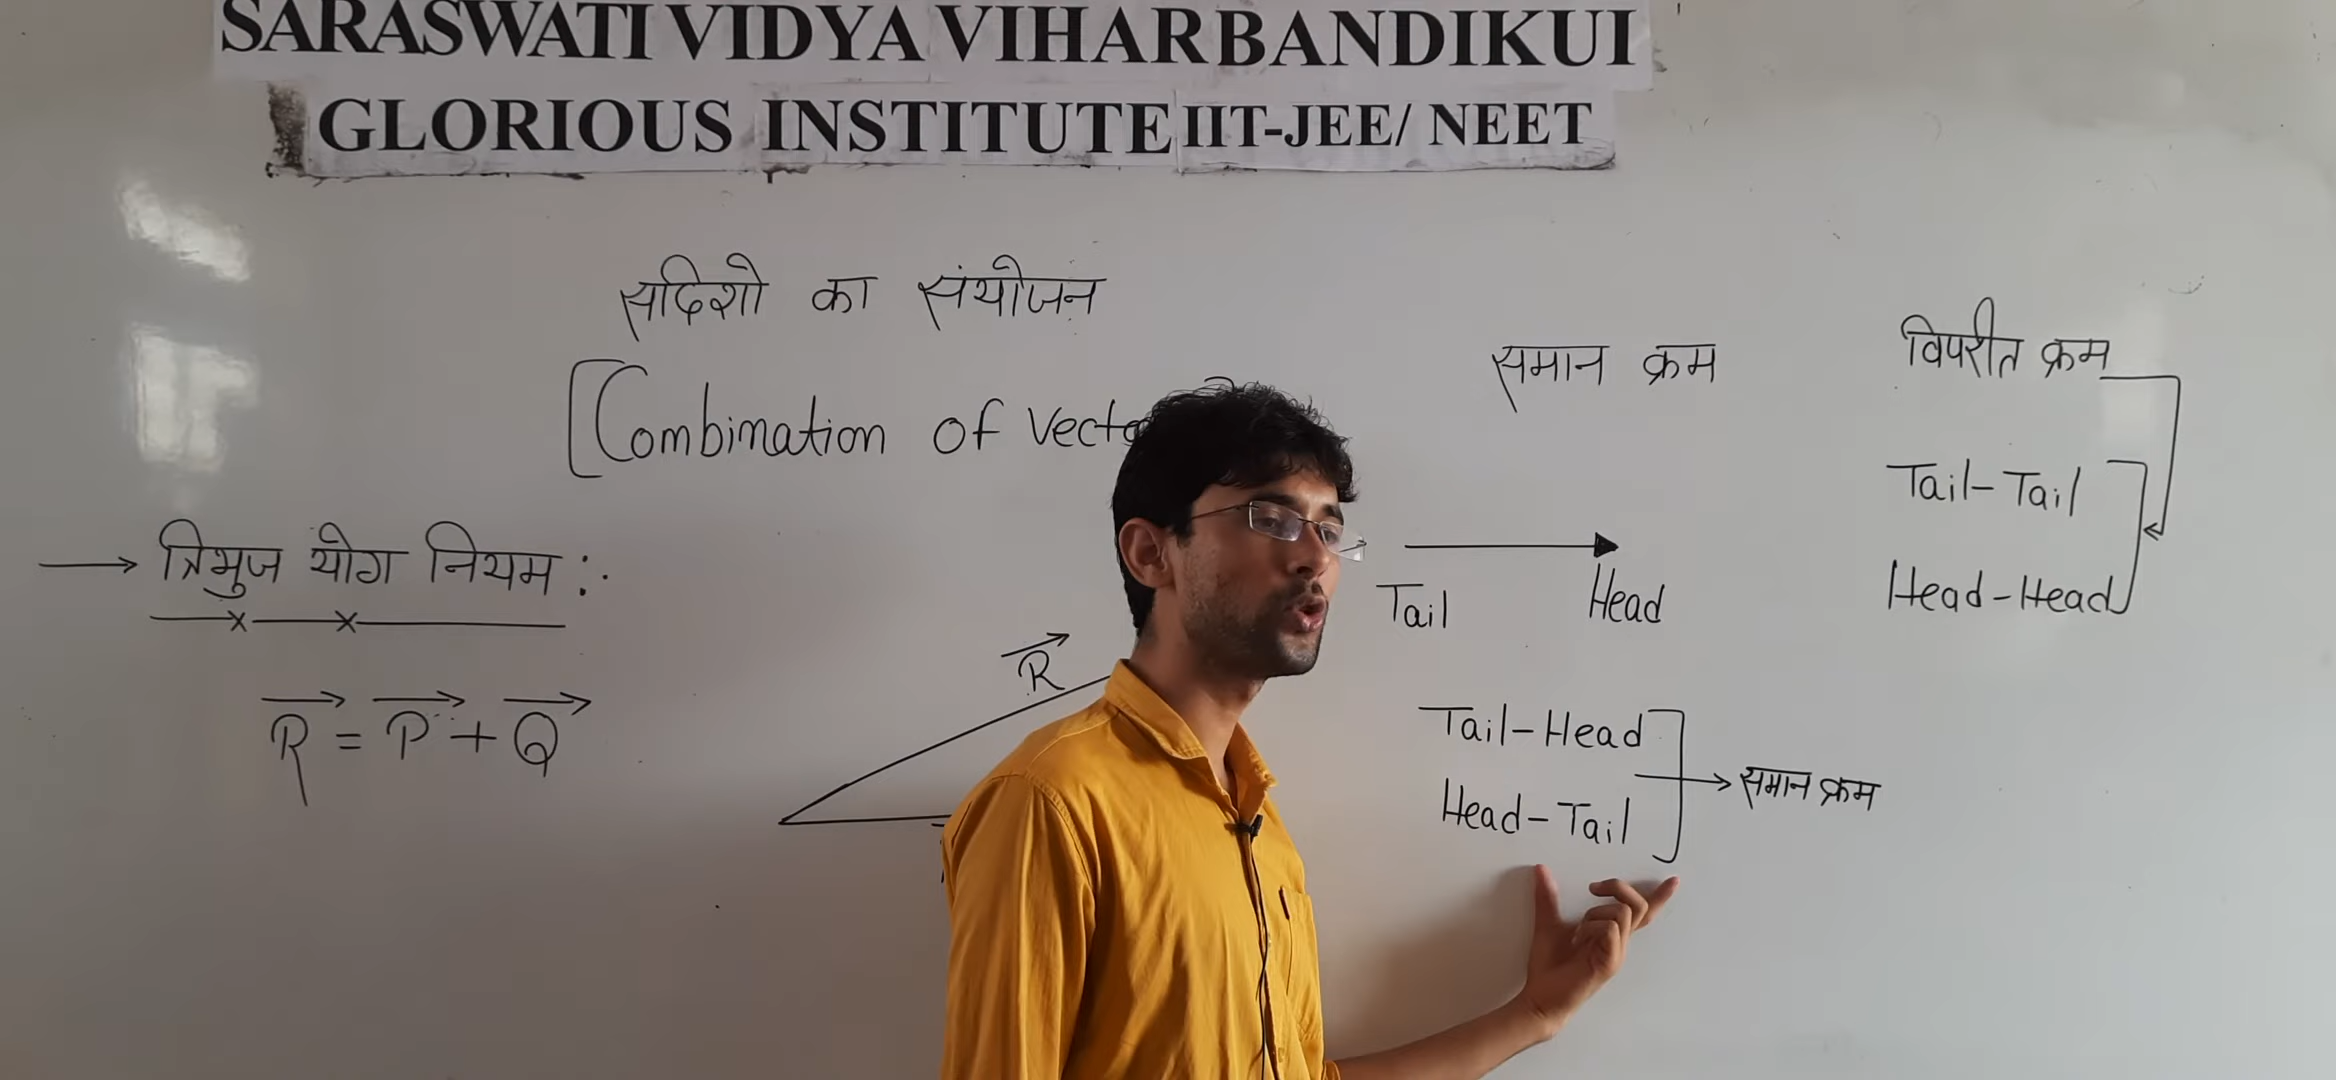 SARASWATI VIDYA VIHAR BANDIKUI
GLORIOUS INSTITUTE IIT-JEE/ NEET
सदिशो का संयोजन
[Combination of Vecto
→ त्रिभुज योग नियम :.
R = P + Q
R
समान क्रम
Tail Head
Tail-Head
Head-Tail
→ समान क्रम
विपरीत क्रम
Tail-Tail
Head-Head